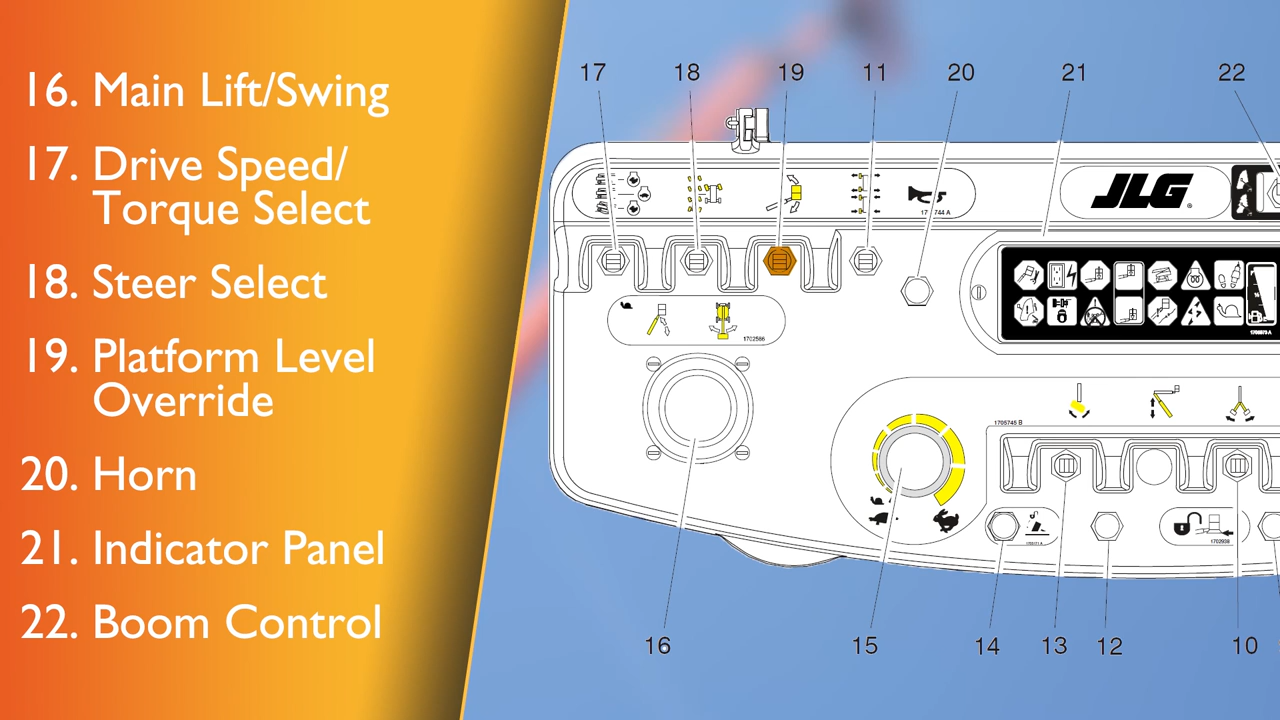 16. Main Lift/Swing
17. Drive Speed/
Torque Select
18. Steer Select
19. Platform Level
Override
20. Horn
21. Indicator Panel
22. Boom Control
17 18 19 11 20 21 22
JLG
1702586
1705745 B
1702938
16 15 14 13 12 10